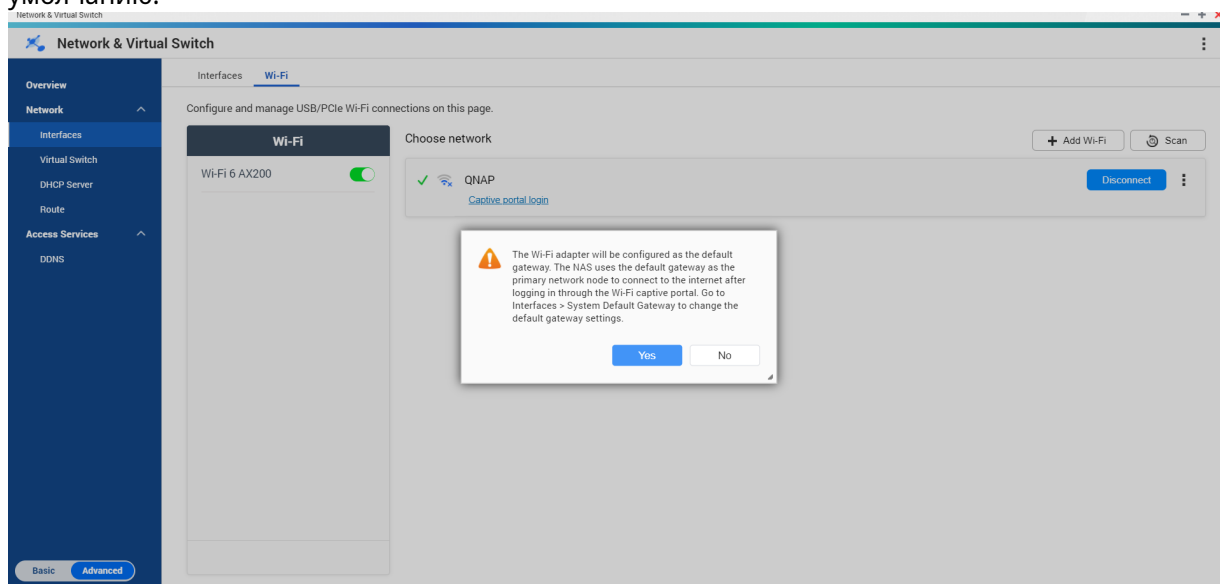 умолчанию.
Network & Virtual Switch
Network & Virtual Switch
Overview
Network
Interfaces
Virtual Switch
DHCP Server
Route
Access Services
DDNS
Basic
Advanced
Interfaces
Wi-Fi
Configure and manage USB/PCIe Wi-Fi connections on this page.
Wi-Fi
Wi-Fi 6 AX200
Choose network
+ Add Wi-Fi
Scan
QNAP
Captive portal login
Disconnect
The Wi-Fi adapter will be configured as the default
gateway. The NAS uses the default gateway as the
primary network node to connect to the internet after
logging in through the Wi-Fi captive portal. Go to
Interfaces > System Default Gateway to change the
default gateway settings.
Yes
No